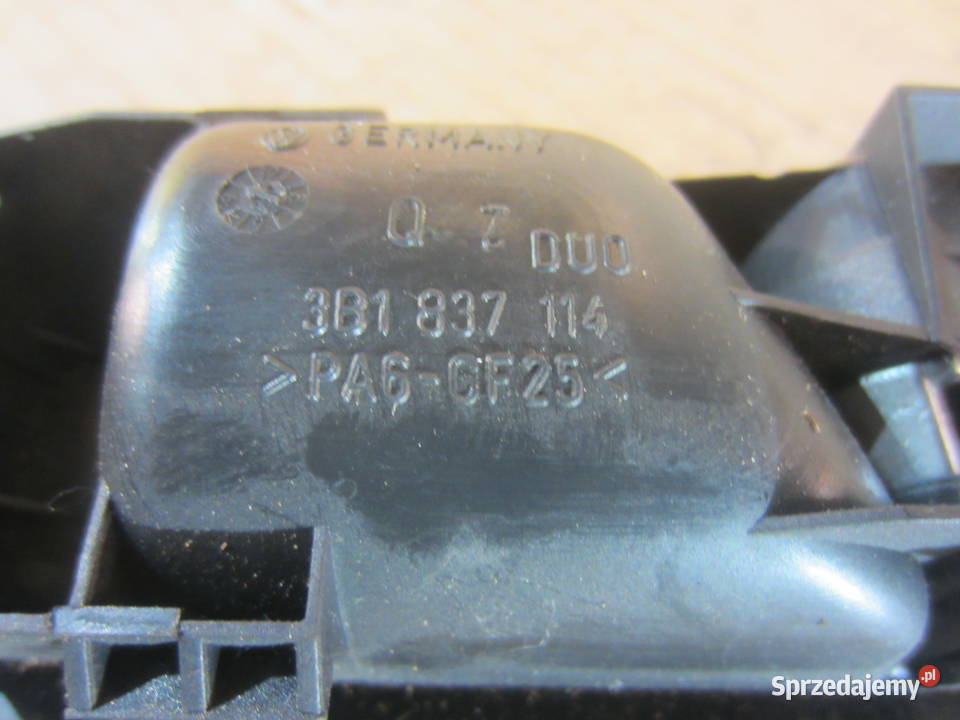 GERMANY
Q Z DUO
3B1 837 114
>PA6-GF25<
Sprzedajemy.pl